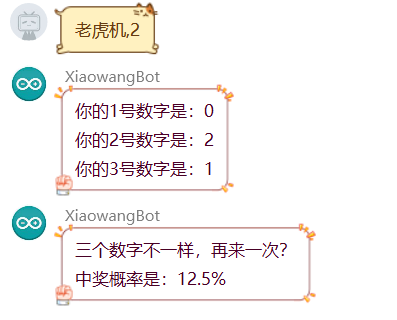 老虎机,2
XiaowangBot
你的1号数字是：0
你的2号数字是：2
你的3号数字是：1
XiaowangBot
三个数字不一样，再来一次？
中奖概率是：12.5%